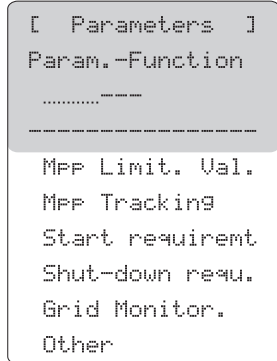 [ Parameters ]
Param.-Function
...........---
----------------
Mpp Limit. Val.
Mpp Tracking
Start requiremt
Shut-down requ.
Grid Monitor.
Other